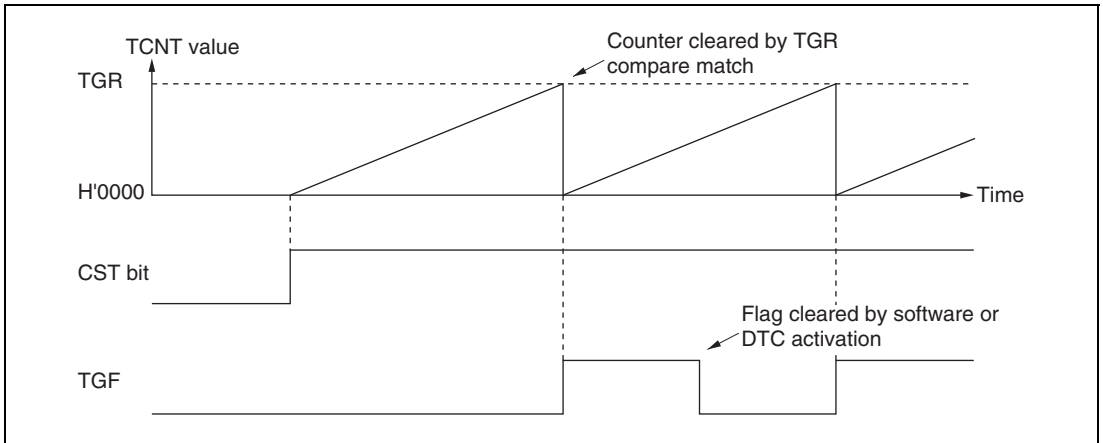 TCNT value
Counter cleared by TGR
compare match
TGR
H'0000
Time
CST bit
Flag cleared by software or
DTC activation
TGF